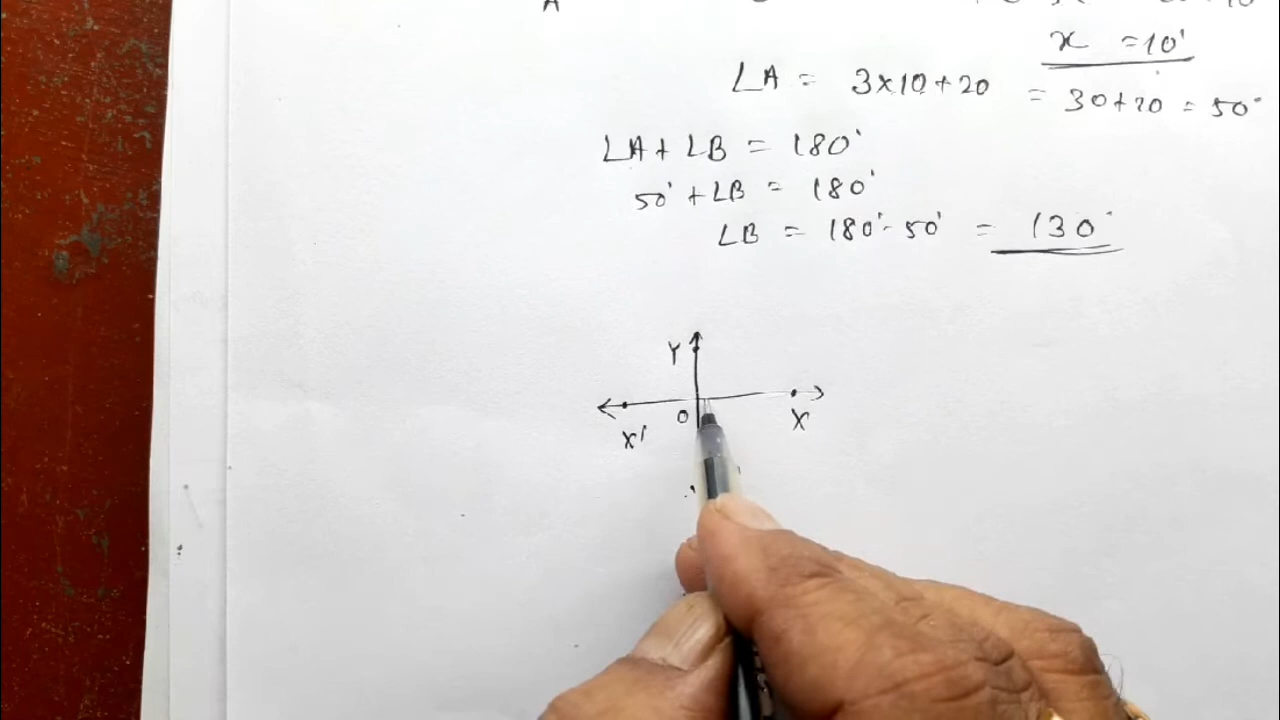 A
x = 10°
∠A = 3×10+20 = 30+20 = 50°
∠A + ∠B = 180°
50° + ∠B = 180°
∠B = 180° - 50° = 130°
Y
O
X' X